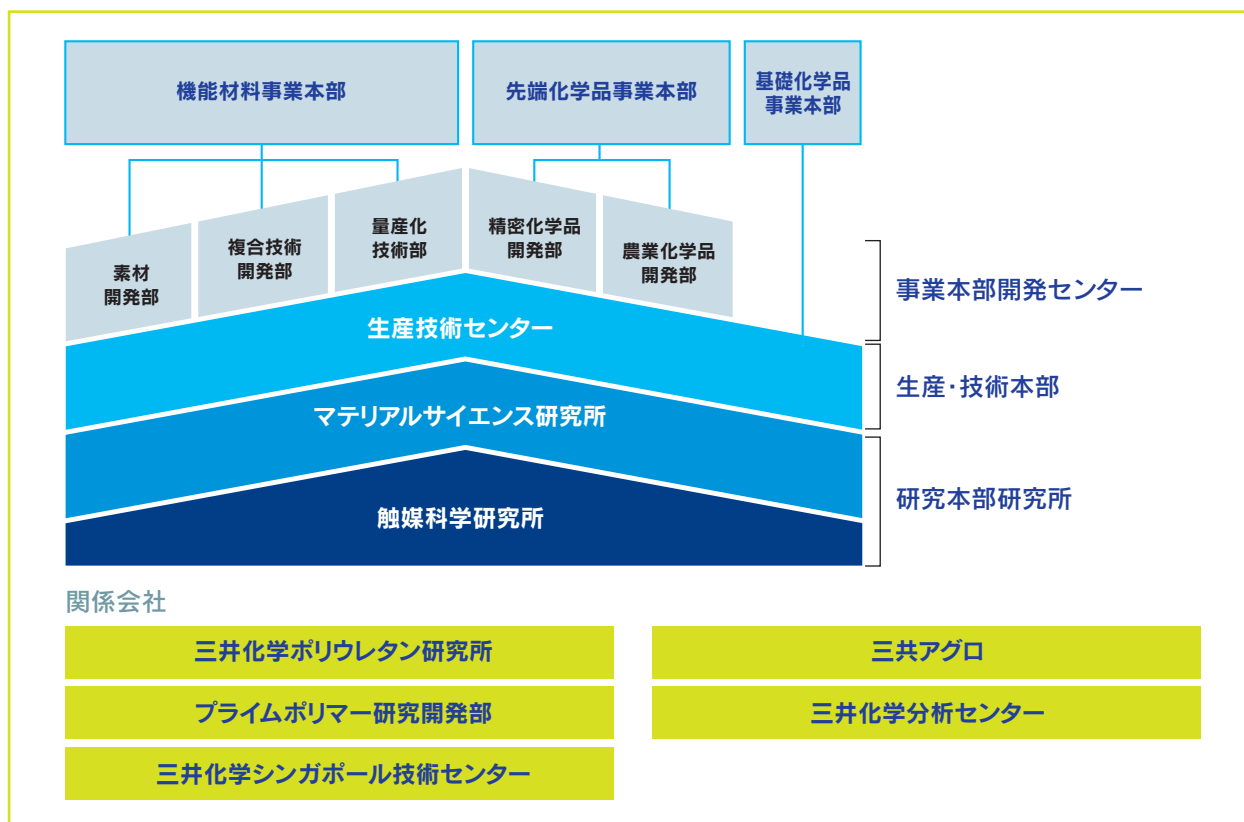 機能材料事業本部
先端化学品事業本部
基礎化学品
事業本部
素材
開発部
複合技術
開発部
量産化
技術部
精密化学品
開発部
農業化学品
開発部
事業本部開発センター
生産技術センター
生産・技術本部
マテリアルサイエンス研究所
触媒科学研究所
研究本部研究所
関係会社
三井化学ポリウレタン研究所
三共アグロ
プライムポリマー研究開発部
三井化学分析センター
三井化学シンガポール技術センター